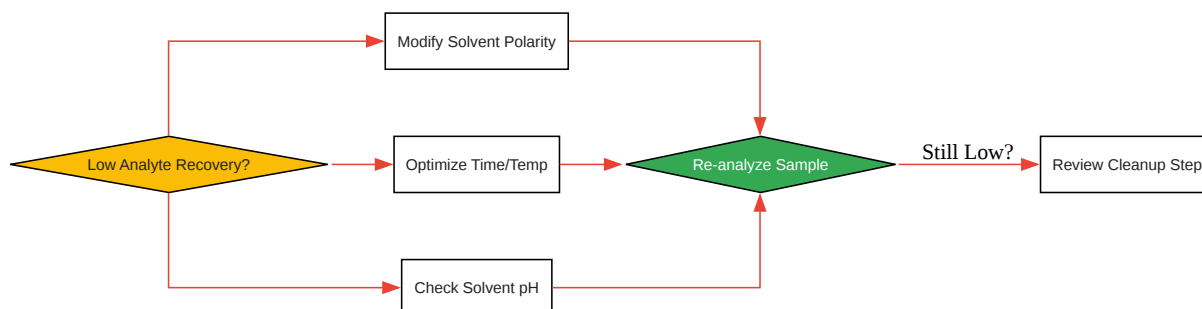 Modify Solvent Polarity
Low Analyte Recovery?
Optimize Time/Temp
Re-analyze Sample
Still Low?
Review Cleanup Step
Check Solvent pH